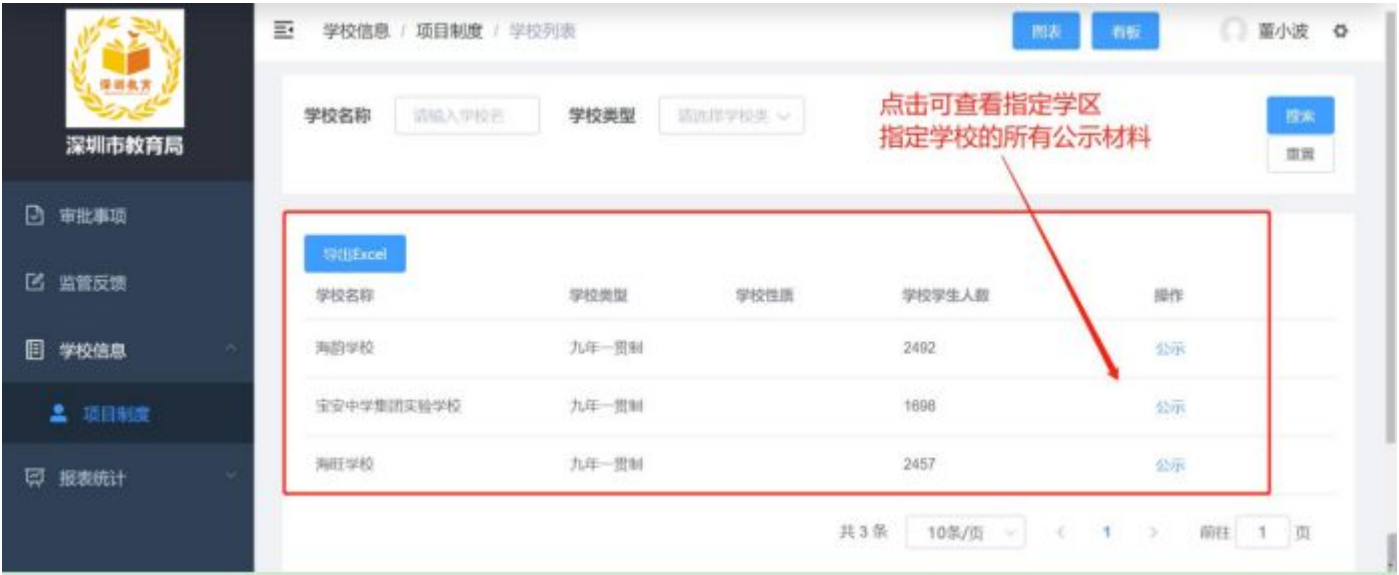 学校信息 / 项目制度 / 学校列表
图表 看板 董小波
深圳教育
深圳市教育局
审批事项
监管反馈
学校信息
项目制度
报表统计
学校名称 请输入学校名 学校类型 请选择学校类
点击可查看指定学区
指定学校的所有公示材料
搜索
重置
导出Excel
学校名称 学校类型 学校性质 学校学生人数 操作
海韵学校 九年一贯制 2492 公示
宝安中学集团实验学校 九年一贯制 1698 公示
海旺学校 九年一贯制 2457 公示
共 3 条 10条/页 < 1 > 前往 1 页